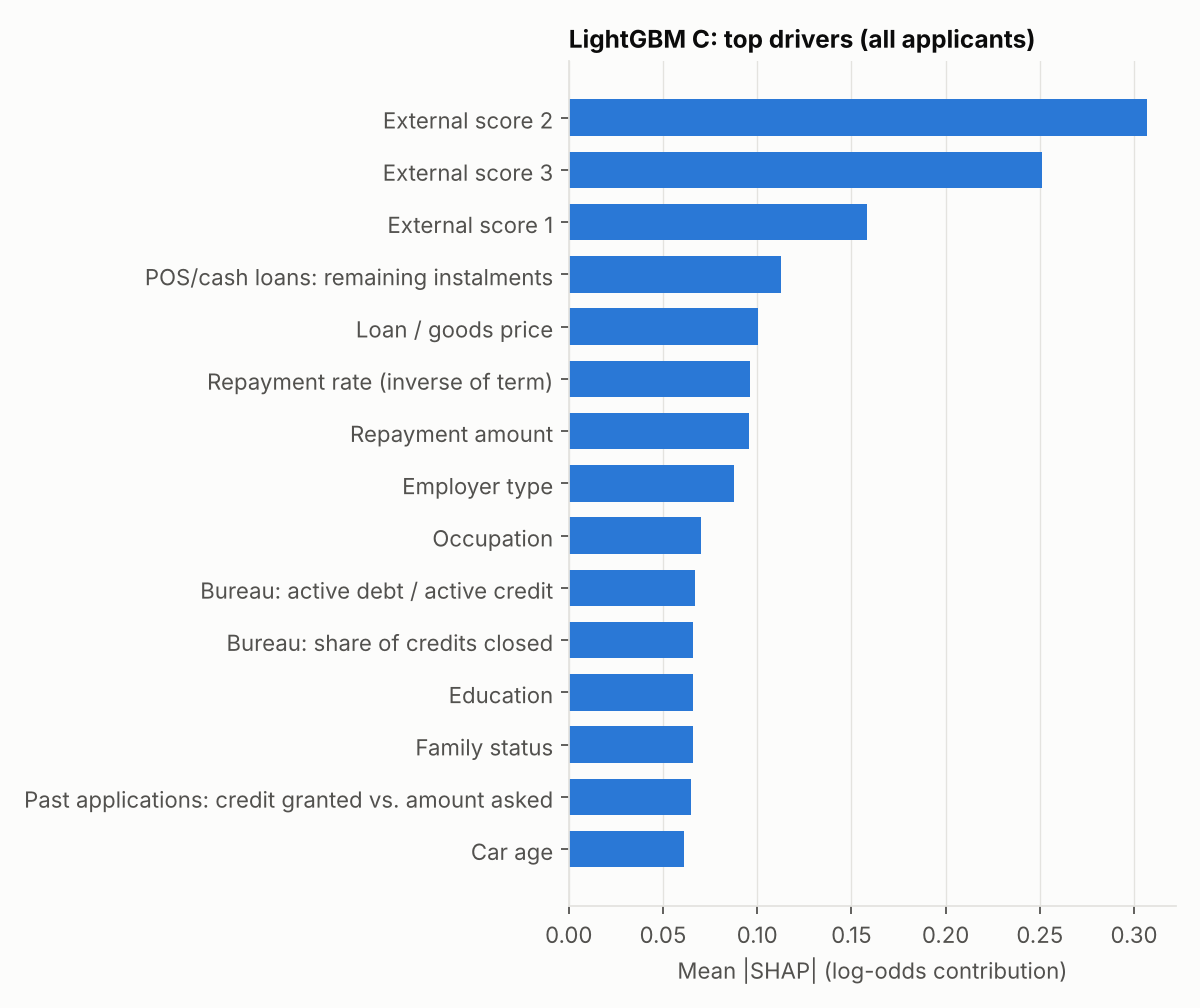 LightGBM C: top drivers (all applicants)
External score 2
External score 3
External score 1
POS/cash loans: remaining instalments
Loan / goods price
Repayment rate (inverse of term)
Repayment amount
Employer type
Occupation
Bureau: active debt / active credit
Bureau: share of credits closed
Education
Family status
Past applications: credit granted vs. amount asked
Car age
0.00 0.05 0.10 0.15 0.20 0.25 0.30
Mean |SHAP| (log-odds contribution)